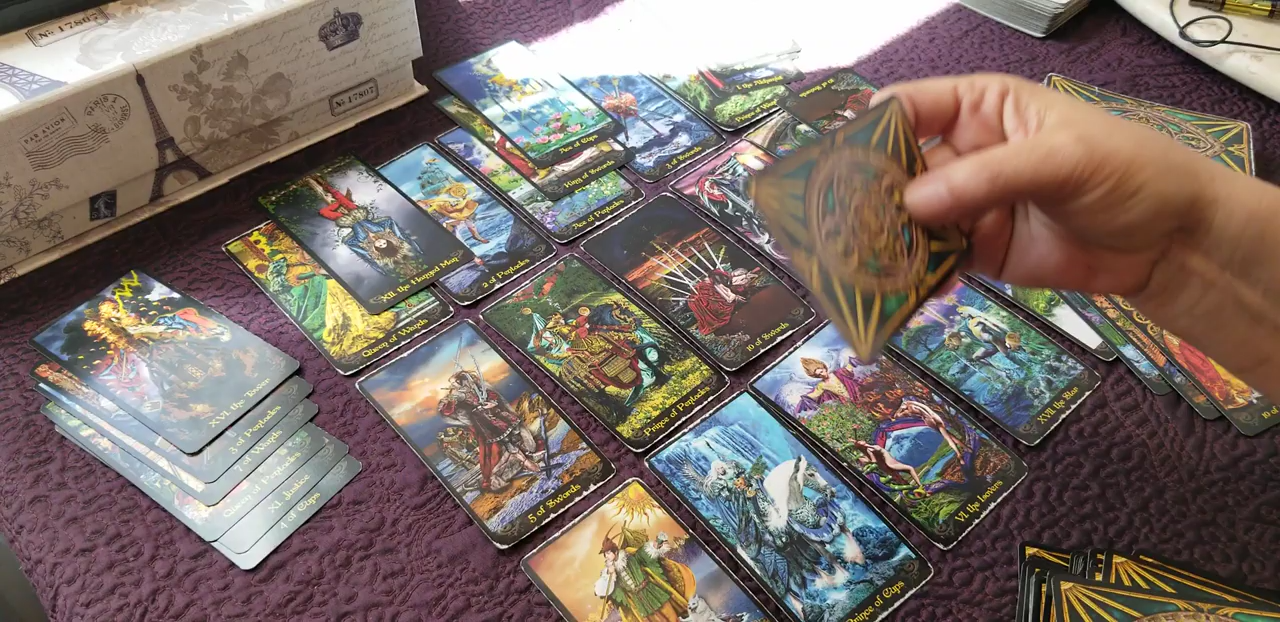 No 17807
No 17807
PAR AVION
PARIS
Ace of Cups
King of Swords
Ace of Pentacles
3 of Swords
I the Alchemist
XII the Hanged Man
2 of Pentacles
Queen of Wands
10 of Swords
Prince of Pentacles
XVII the Star
XVI the Tower
3 of Pentacles
7 of Wands
Queen of Pentacles
XI Justice
4 of Cups
5 of Swords
VI the Lovers
Prince of Cups
10 of